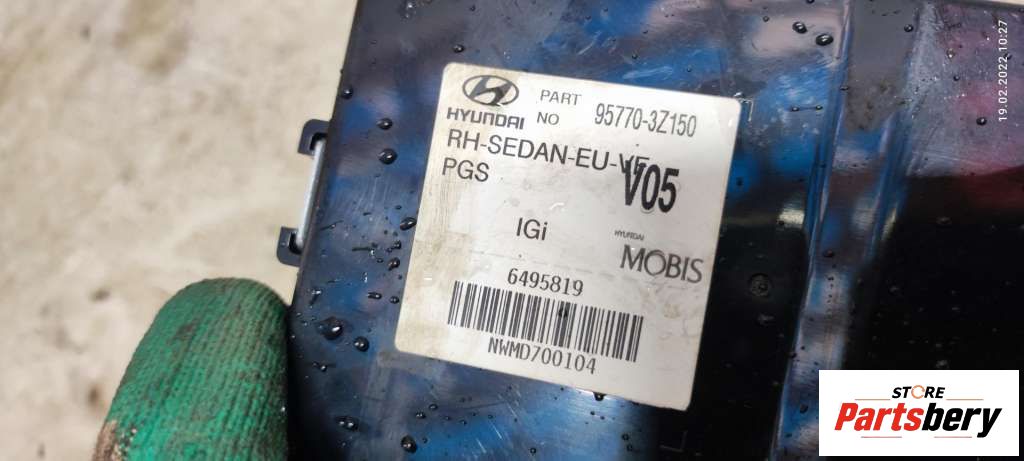 HYUNDAI
PART NO 95770-3Z150
RH-SEDAN-EU-VF
PGS
V05
IGi
HYUNDAI
MOBIS
6495819
NWMD700104
19.02.2022 10:27
STORE
Partsbery